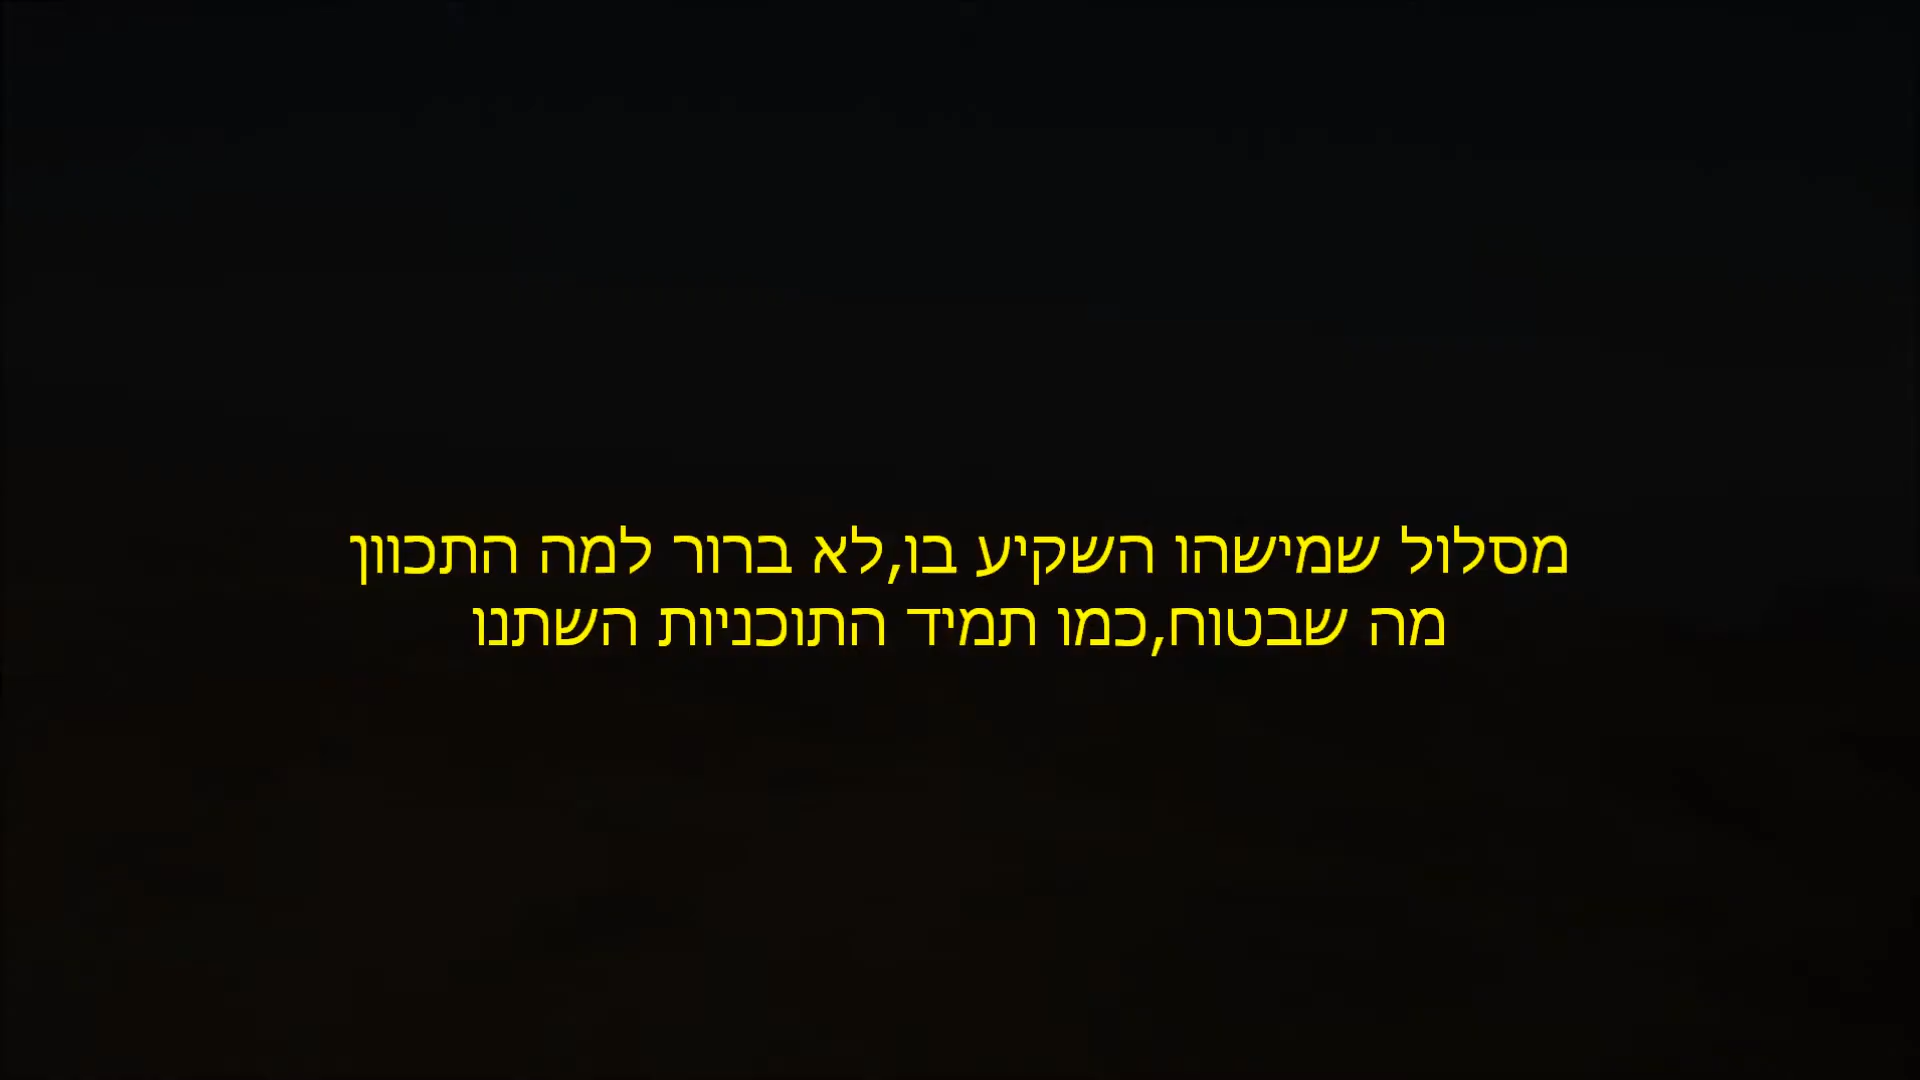 מסלול שמישהו השקיע בו,לא ברור למה התכוון
מה שבטוח,כמו תמיד התוכניות השתנו